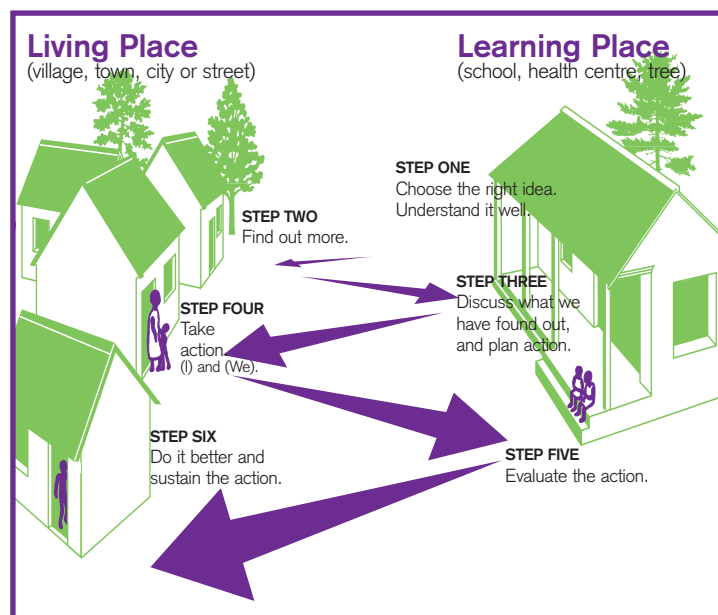 Living Place
(village, town, city or street)
Learning Place
(school, health centre, tree)
STEP ONE
Choose the right idea.
Understand it well.
STEP TWO
Find out more.
STEP THREE
Discuss what we
have found out,
and plan action.
STEP FOUR
Take
action
(I) and (We).
STEP FIVE
Evaluate the action.
STEP SIX
Do it better and
sustain the action.